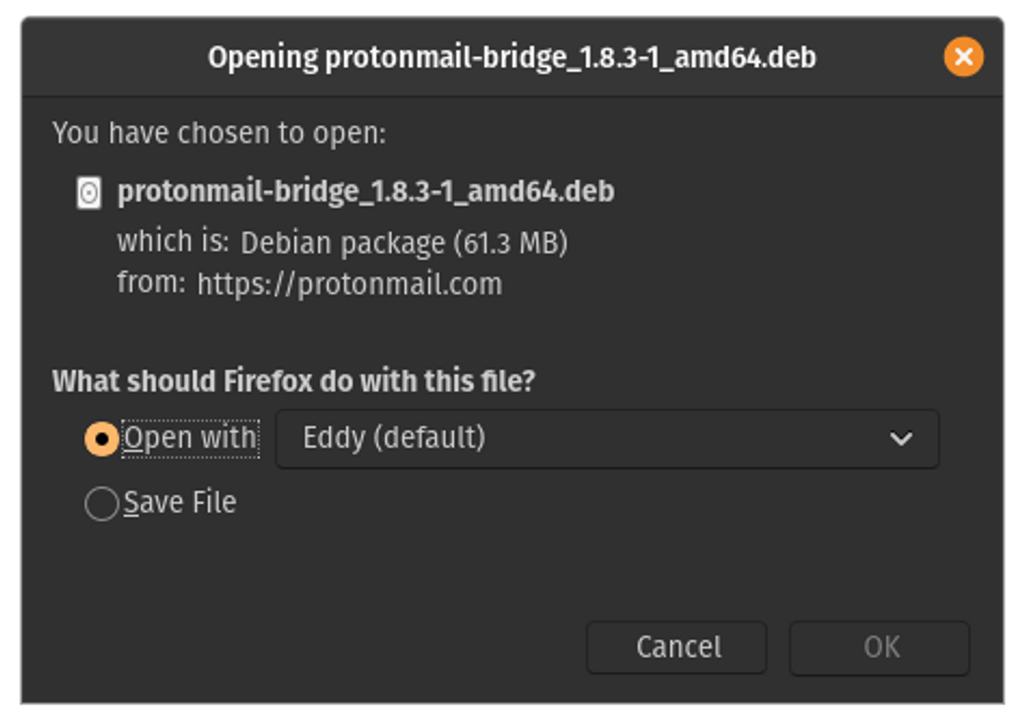 Opening protonmail-bridge_1.8.3-1_amd64.deb
You have chosen to open:
protonmail-bridge_1.8.3-1_amd64.deb
which is: Debian package (61.3 MB)
from: https://protonmail.com
What should Firefox do with this file?
Open with Eddy (default)
Save File
Cancel OK